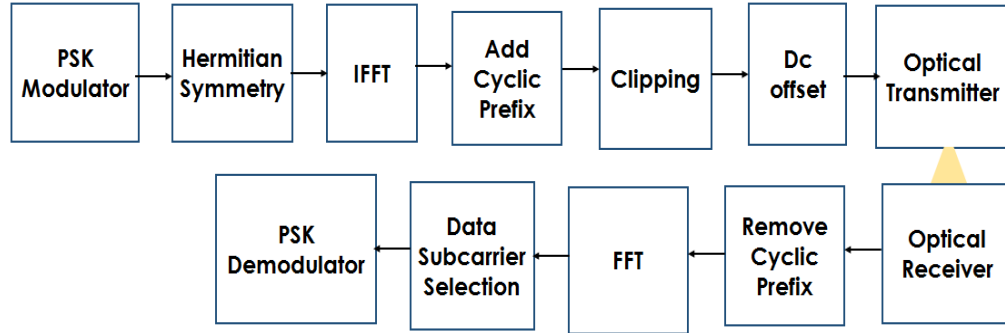 PSK
Modulator
Hermitian
Symmetry
IFFT
Add
Cyclic
Prefix
Clipping
Dc
offset
Optical
Transmitter
PSK
Demodulator
Data
Subcarrier
Selection
FFT
Remove
Cyclic
Prefix
Optical
Receiver